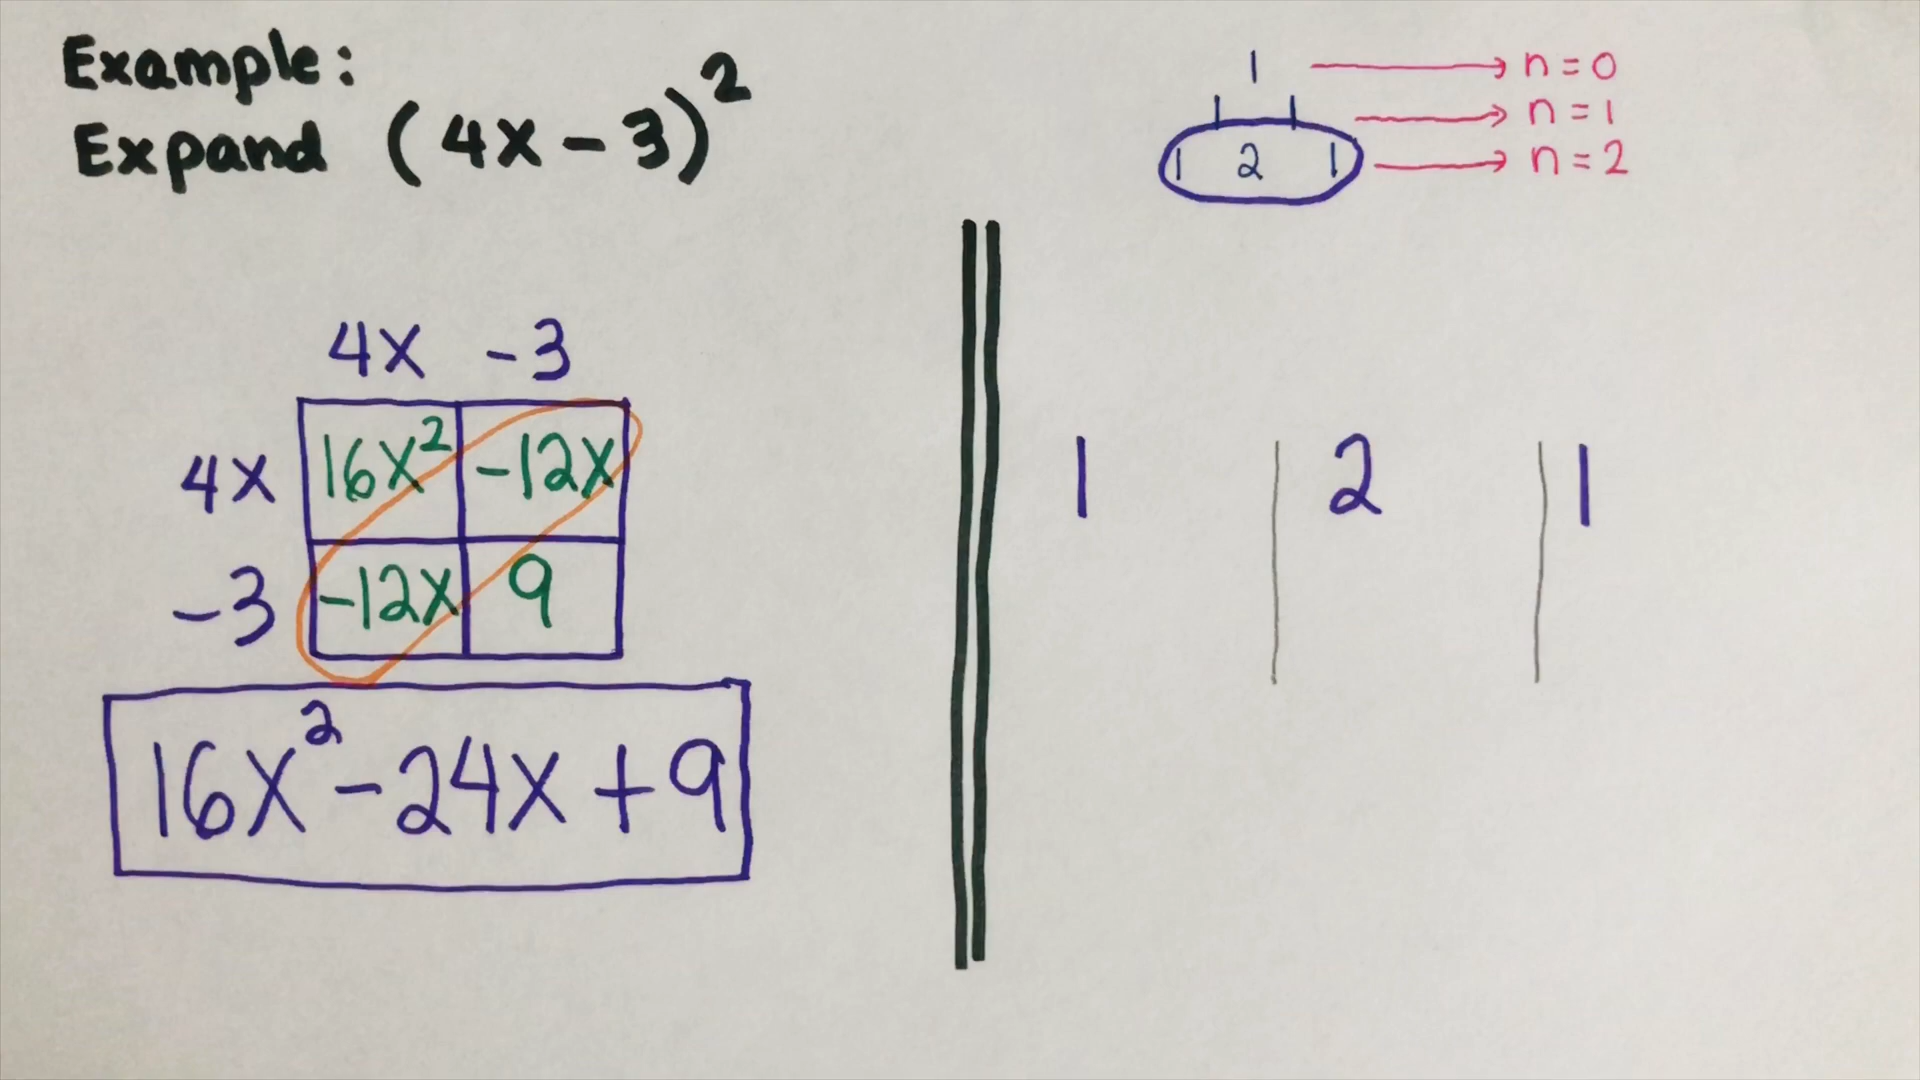 Example:
Expand (4x - 3)²
1 → n = 0
1 1 → n = 1
1 2 1 → n = 2
4x -3
4x 16x² -12x
-3 -12x 9
16x² - 24x + 9
1 2 1